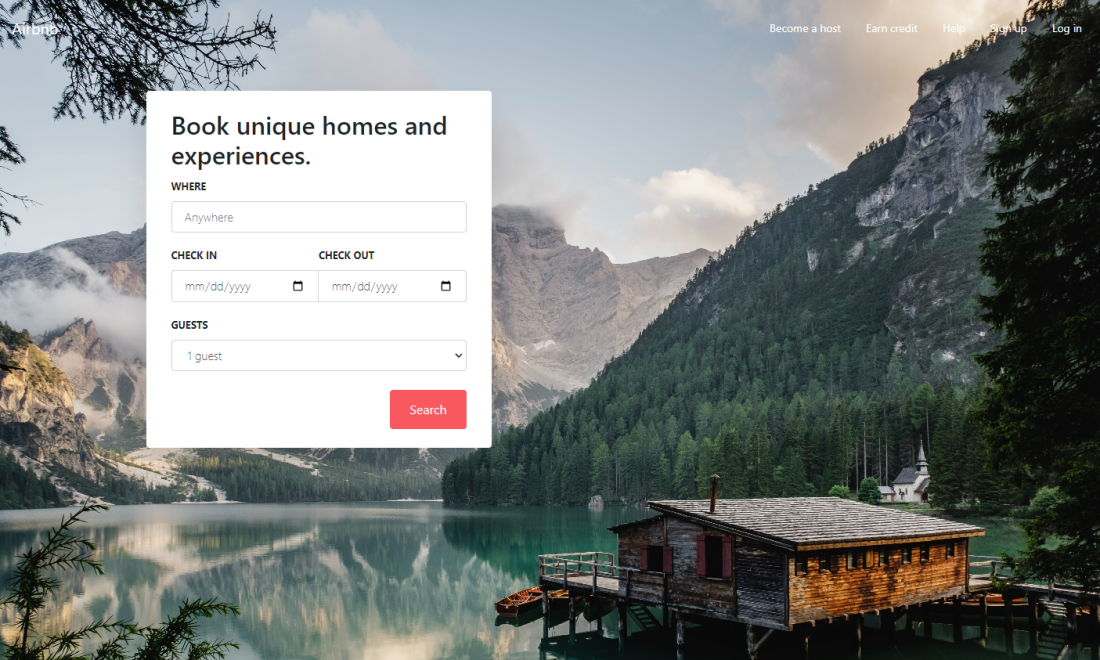 Airbnb
Become a host Earn credit Help Sign up Log in
Book unique homes and
experiences.
WHERE
Anywhere
CHECK IN CHECK OUT
mm/dd/yyyy mm/dd/yyyy
GUESTS
1 guest
Search